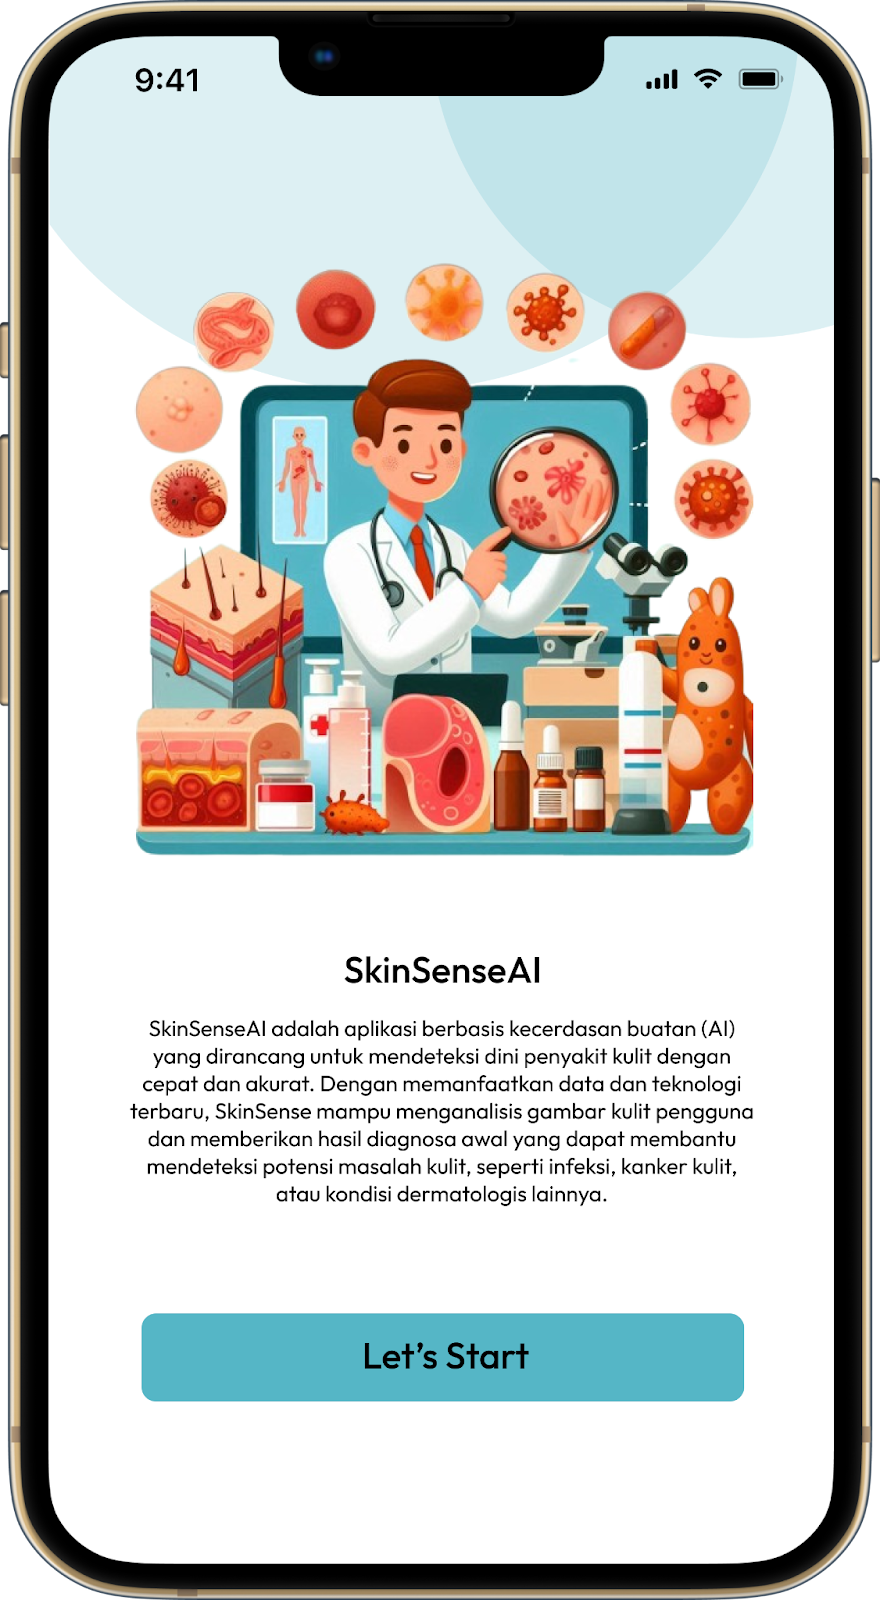 9:41
SkinSenseAI
SkinSenseAI adalah aplikasi berbasis kecerdasan buatan (AI)
yang dirancang untuk mendeteksi dini penyakit kulit dengan
cepat dan akurat. Dengan memanfaatkan data dan teknologi
terbaru, SkinSense mampu menganalisis gambar kulit pengguna
dan memberikan hasil diagnosa awal yang dapat membantu
mendeteksi potensi masalah kulit, seperti infeksi, kanker kulit,
atau kondisi dermatologis lainnya.
Let’s Start